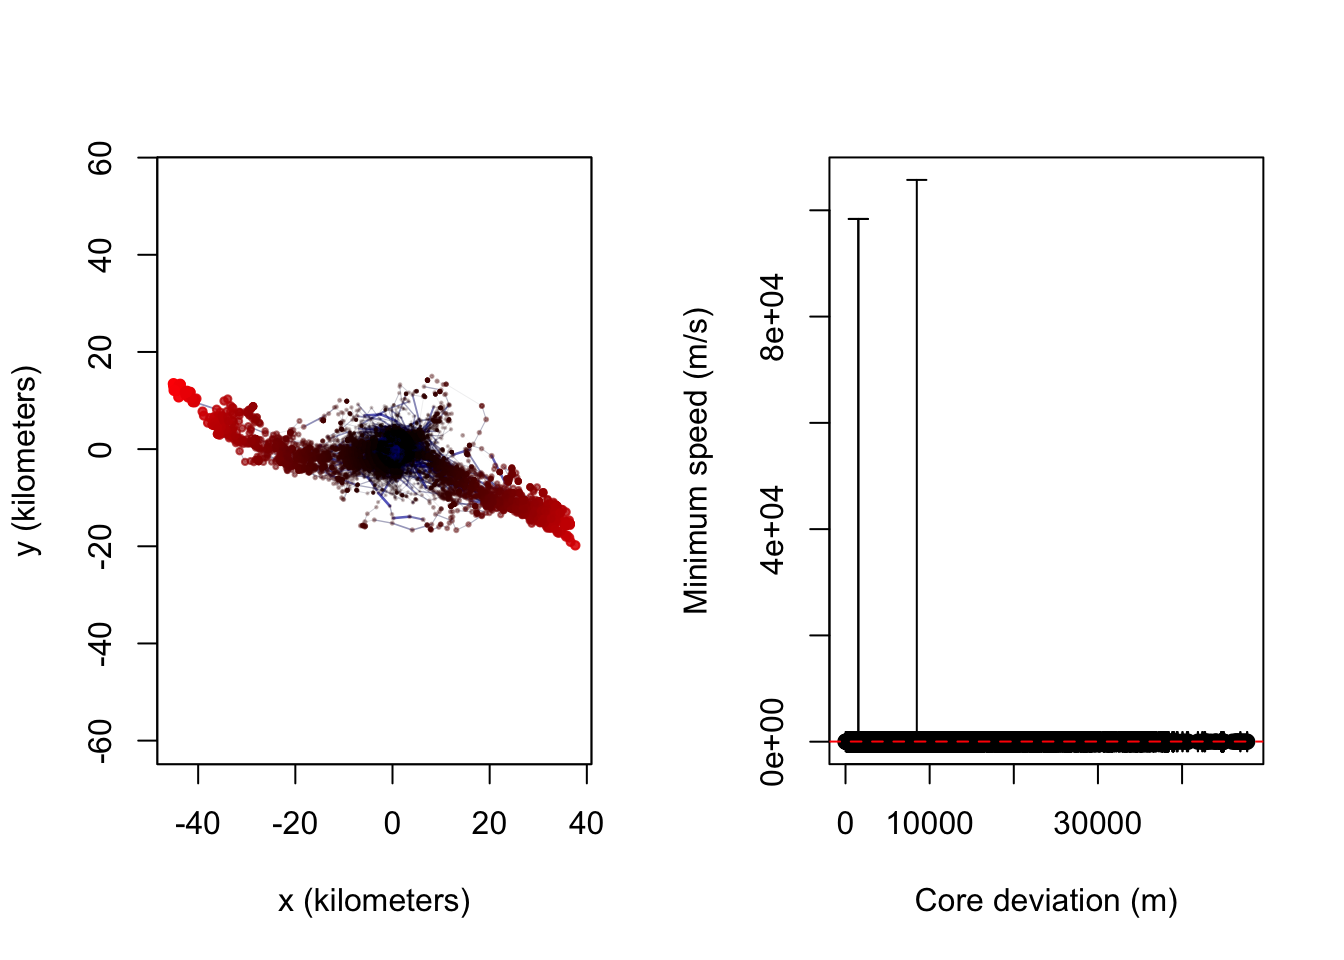 60
40
20
0
-20
-40
-60
y (kilometers)
-40 -20 0 20 40
x (kilometers)
8e+04
4e+04
0e+00
Minimum speed (m/s)
0 10000 30000
Core deviation (m)